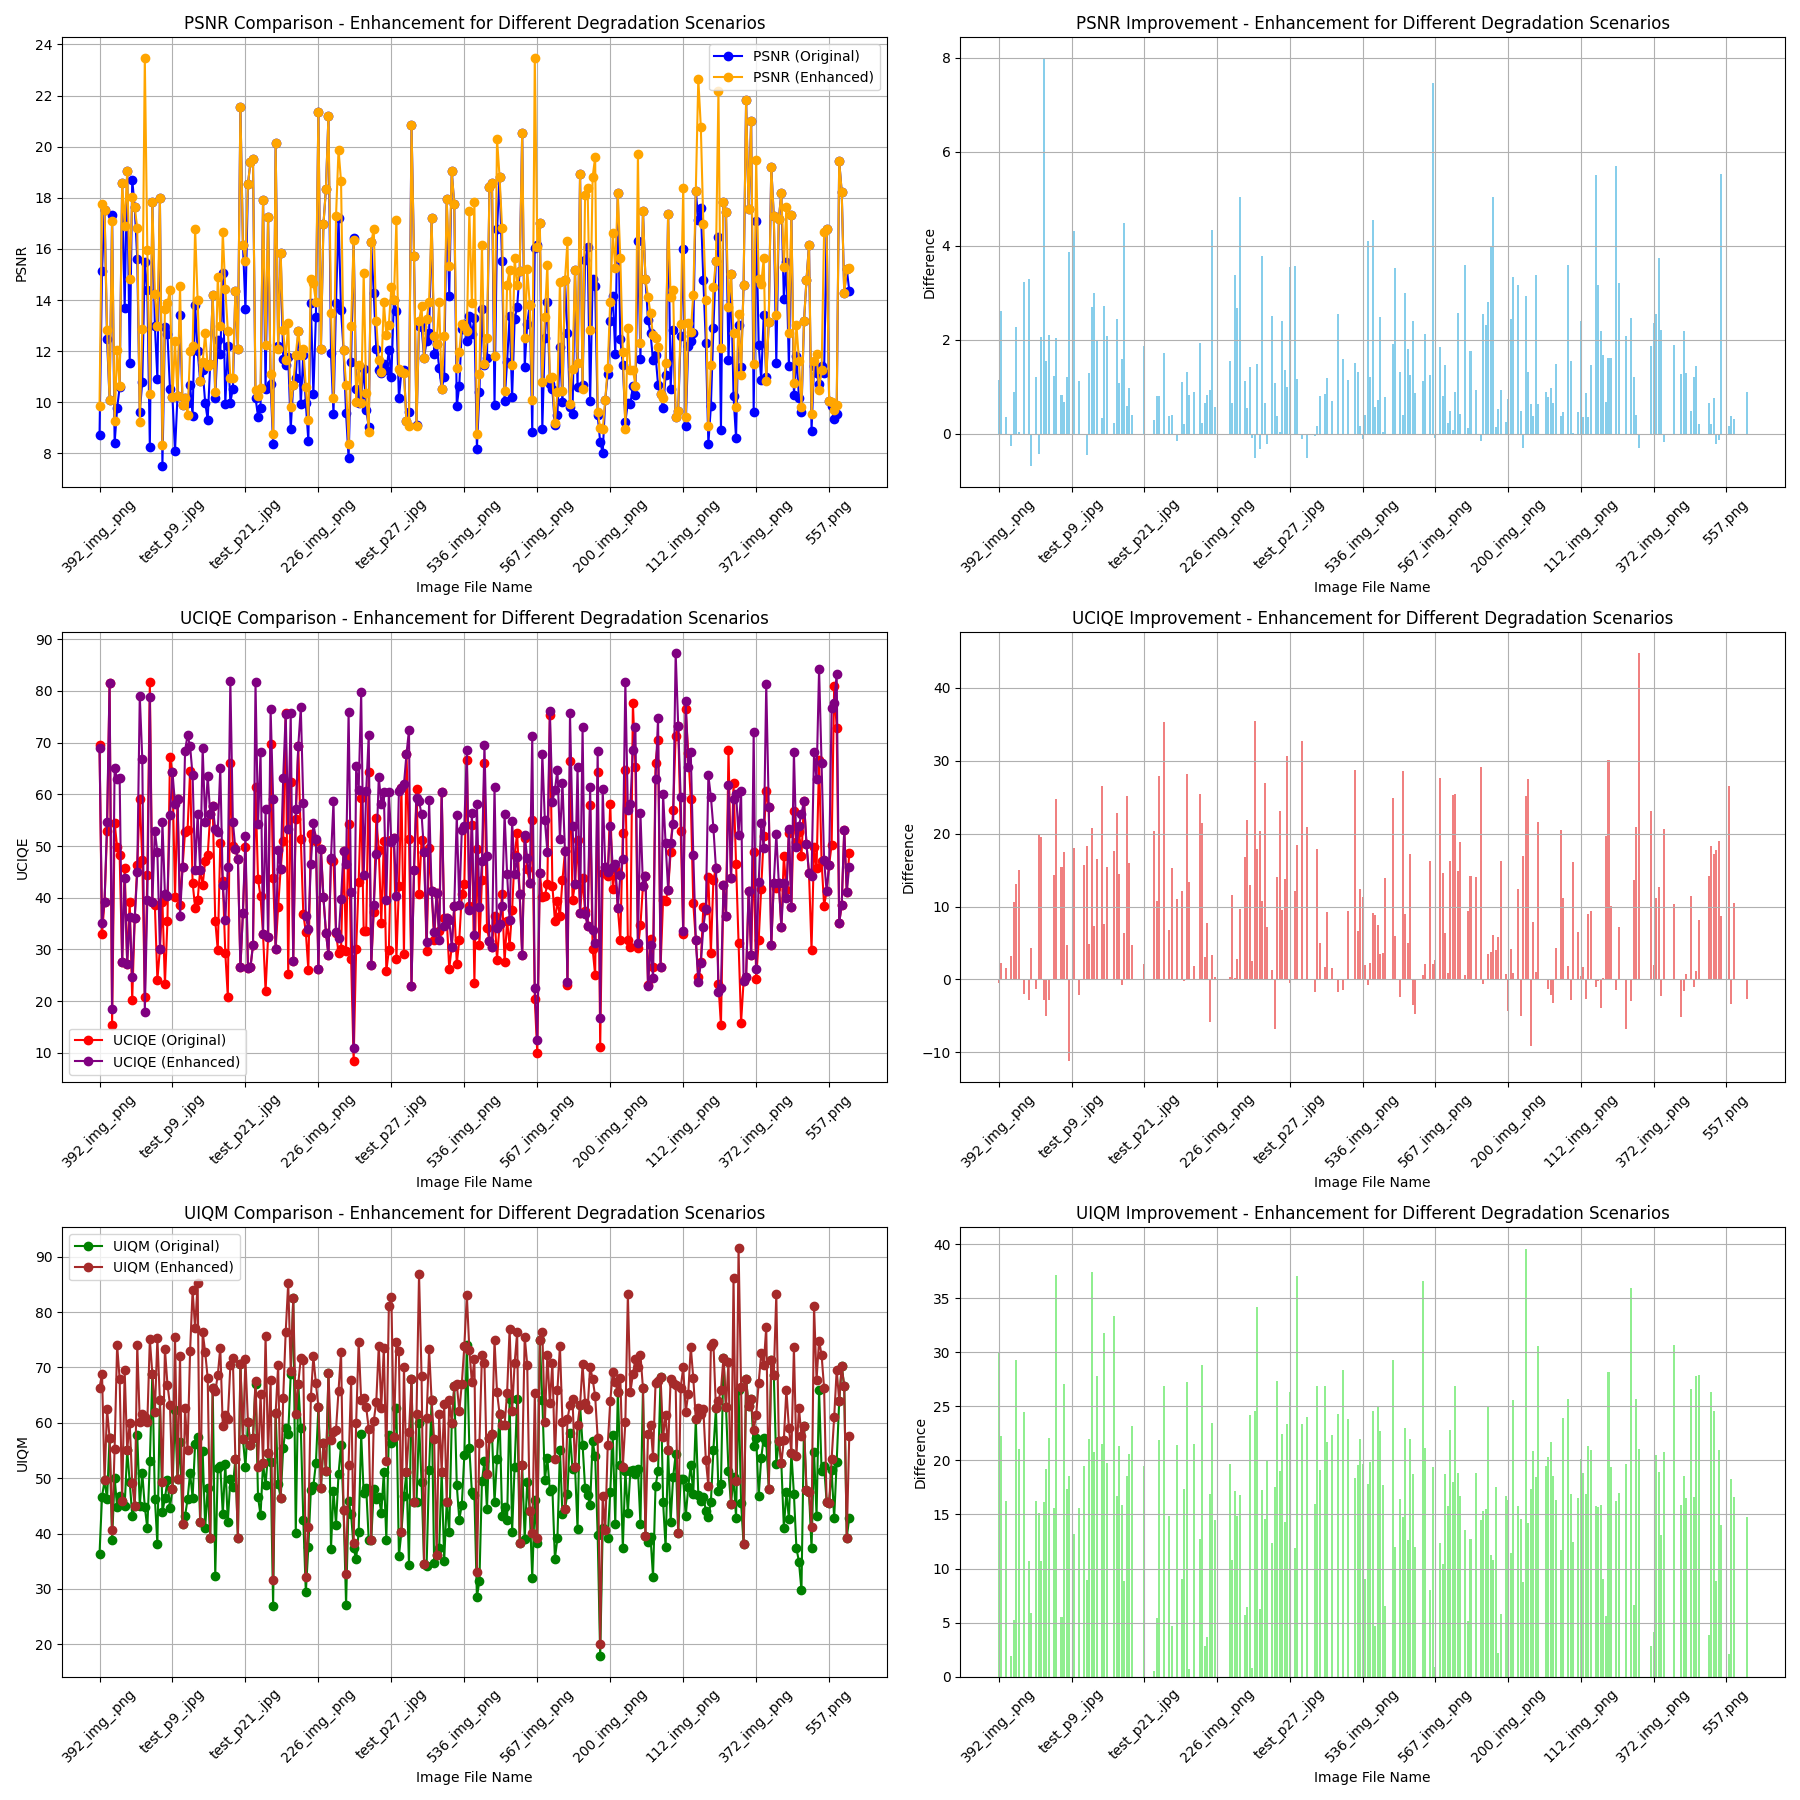 PSNR Comparison - Enhancement for Different Degradation Scenarios
PSNR
24
22
20
18
16
14
12
10
8
PSNR (Original)
PSNR (Enhanced)
392_img_.png
test_p9_.jpg
test_p21_.jpg
226_img_.png
test_p27_.jpg
536_img_.png
567_img_.png
200_img_.png
112_img_.png
372_img_.png
557.png
Image File Name
PSNR Improvement - Enhancement for Different Degradation Scenarios
Difference
8
6
4
2
0
392_img_.png
test_p9_.jpg
test_p21_.jpg
226_img_.png
test_p27_.jpg
536_img_.png
567_img_.png
200_img_.png
112_img_.png
372_img_.png
557.png
Image File Name
UCIQE Comparison - Enhancement for Different Degradation Scenarios
UCIQE
90
80
70
60
50
40
30
20
10
UCIQE (Original)
UCIQE (Enhanced)
392_img_.png
test_p9_.jpg
test_p21_.jpg
226_img_.png
test_p27_.jpg
536_img_.png
567_img_.png
200_img_.png
112_img_.png
372_img_.png
557.png
Image File Name
UCIQE Improvement - Enhancement for Different Degradation Scenarios
Difference
40
30
20
10
0
−10
392_img_.png
test_p9_.jpg
test_p21_.jpg
226_img_.png
test_p27_.jpg
536_img_.png
567_img_.png
200_img_.png
112_img_.png
372_img_.png
557.png
Image File Name
UIQM Comparison - Enhancement for Different Degradation Scenarios
UIQM
90
80
70
60
50
40
30
20
UIQM (Original)
UIQM (Enhanced)
392_img_.png
test_p9_.jpg
test_p21_.jpg
226_img_.png
test_p27_.jpg
536_img_.png
567_img_.png
200_img_.png
112_img_.png
372_img_.png
557.png
Image File Name
UIQM Improvement - Enhancement for Different Degradation Scenarios
Difference
40
35
30
25
20
15
10
5
0
392_img_.png
test_p9_.jpg
test_p21_.jpg
226_img_.png
test_p27_.jpg
536_img_.png
567_img_.png
200_img_.png
112_img_.png
372_img_.png
557.png
Image File Name